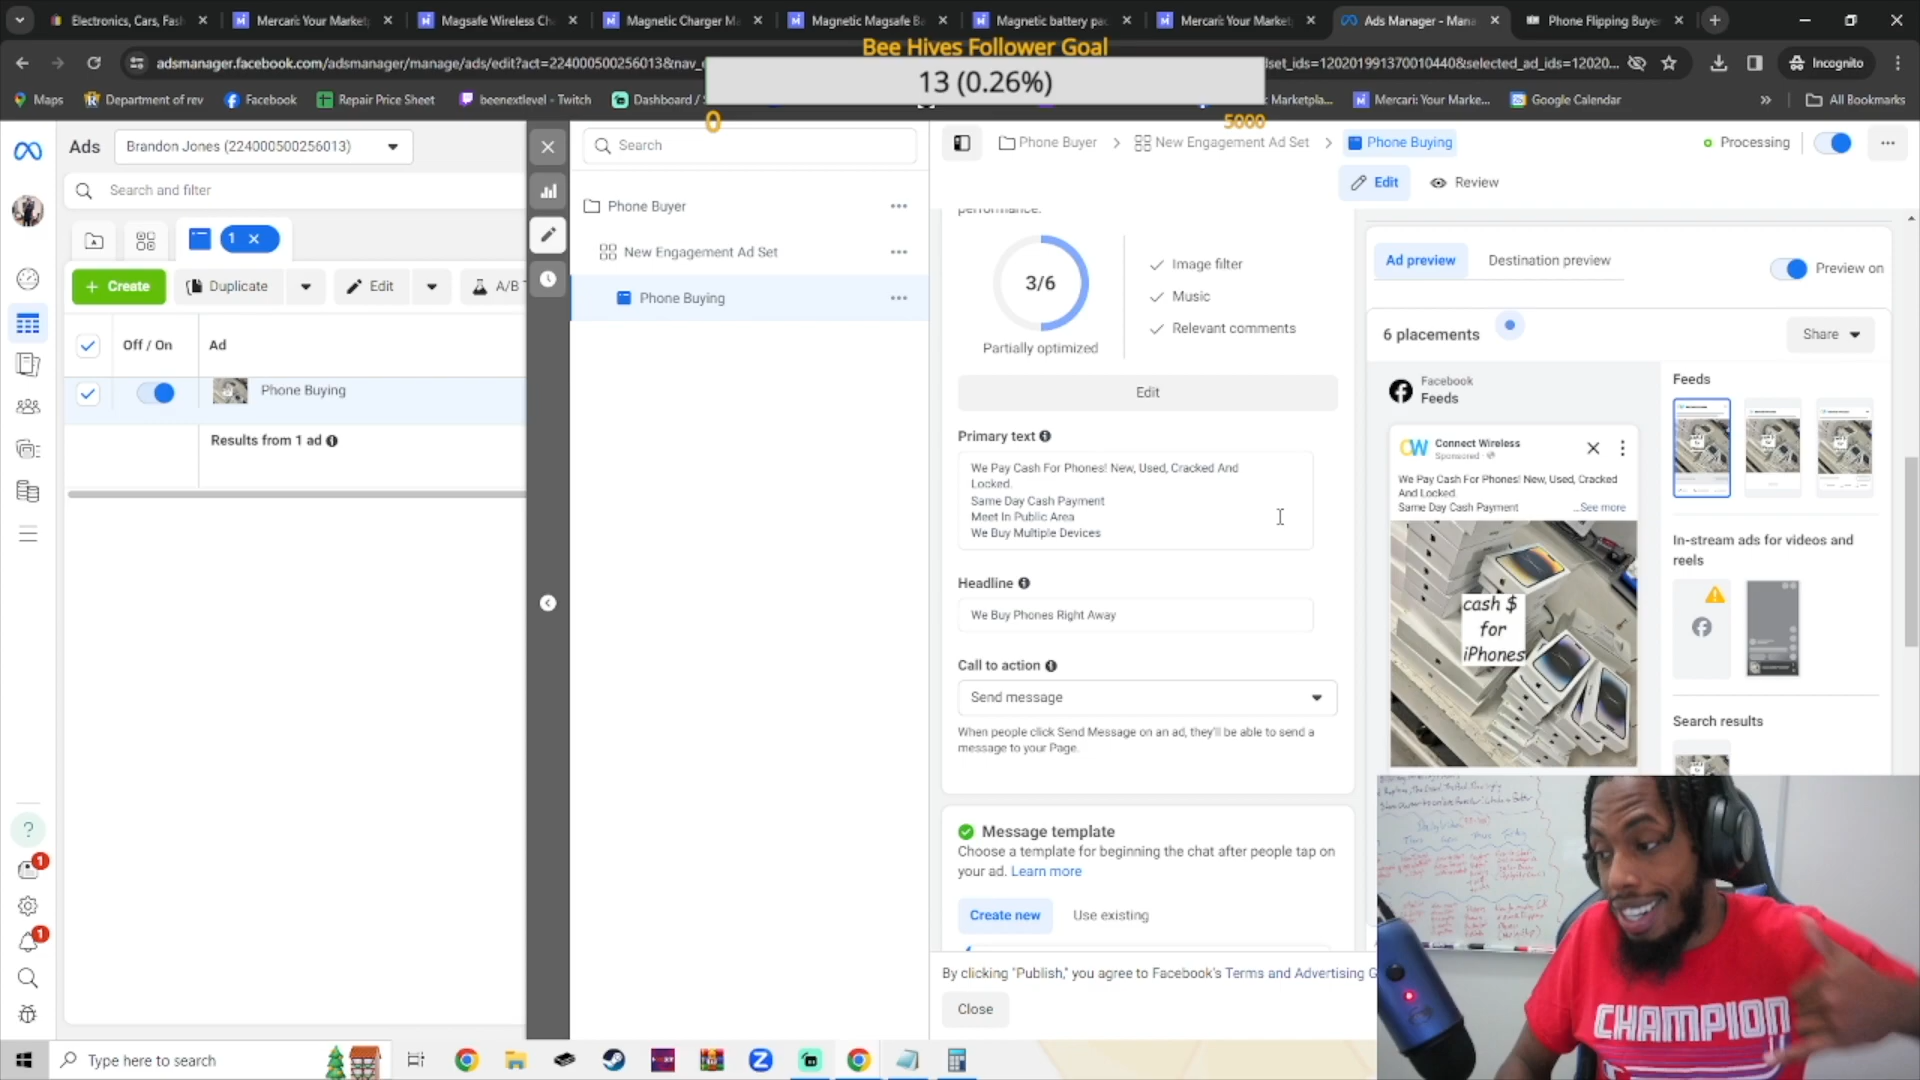 Electronics, Cars, Fash
Mercari: Your Market
Magsafe Wireless Ch
Magnetic Charger M
Magnetic Magsafe B
Magnetic battery pac
Mercari: Your Market
Ads Manager - Mana
Phone Flipping Buye
Bee Hives Follower Goal
adsmanager.facebook.com/adsmanager/manage/ads/edit?act=224000500256013&nav_
13 (0.26%)
set_ids=120201991370010440&selected_ad_ids=12020...
Incognito
0
5000
Maps
Department of rev
Facebook
Repair Price Sheet
beenextlevel - Twitch
Dashboard /
Marketpla...
Mercari: Your Marke...
Google Calendar
All Bookmarks
Ads
Brandon Jones (224000500256013)
Search
Phone Buyer
New Engagement Ad Set
Phone Buying
Processing
Search and filter
Edit
Review
Phone Buyer
performance.
1
New Engagement Ad Set
Phone Buying
Create
Duplicate
Edit
A/B T
3/6
Partially optimized
Image filter
Music
Relevant comments
Ad preview
Destination preview
Preview on
Off / On
Ad
Phone Buying
Results from 1 ad
Edit
Primary text
We Pay Cash For Phones! New, Used, Cracked And
Locked.
Same Day Cash Payment
Meet In Public Area
We Buy Multiple Devices
Headline
We Buy Phones Right Away
Call to action
Send message
When people click Send Message on an ad, they'll be able to send a
message to your Page.
6 placements
Share
Facebook
Feeds
CW
Connect Wireless
Sponsored
We Pay Cash For Phones! New, Used, Cracked
And Locked.
Same Day Cash Payment
...See more
cash $
for
iPhones
Feeds
In-stream ads for videos and
reels
Search results
Message template
Choose a template for beginning the chat after people tap on
your ad. Learn more
Create new
Use existing
By clicking "Publish," you agree to Facebook's Terms and Advertising G
Close
1
1
CHAMPION
Type here to search